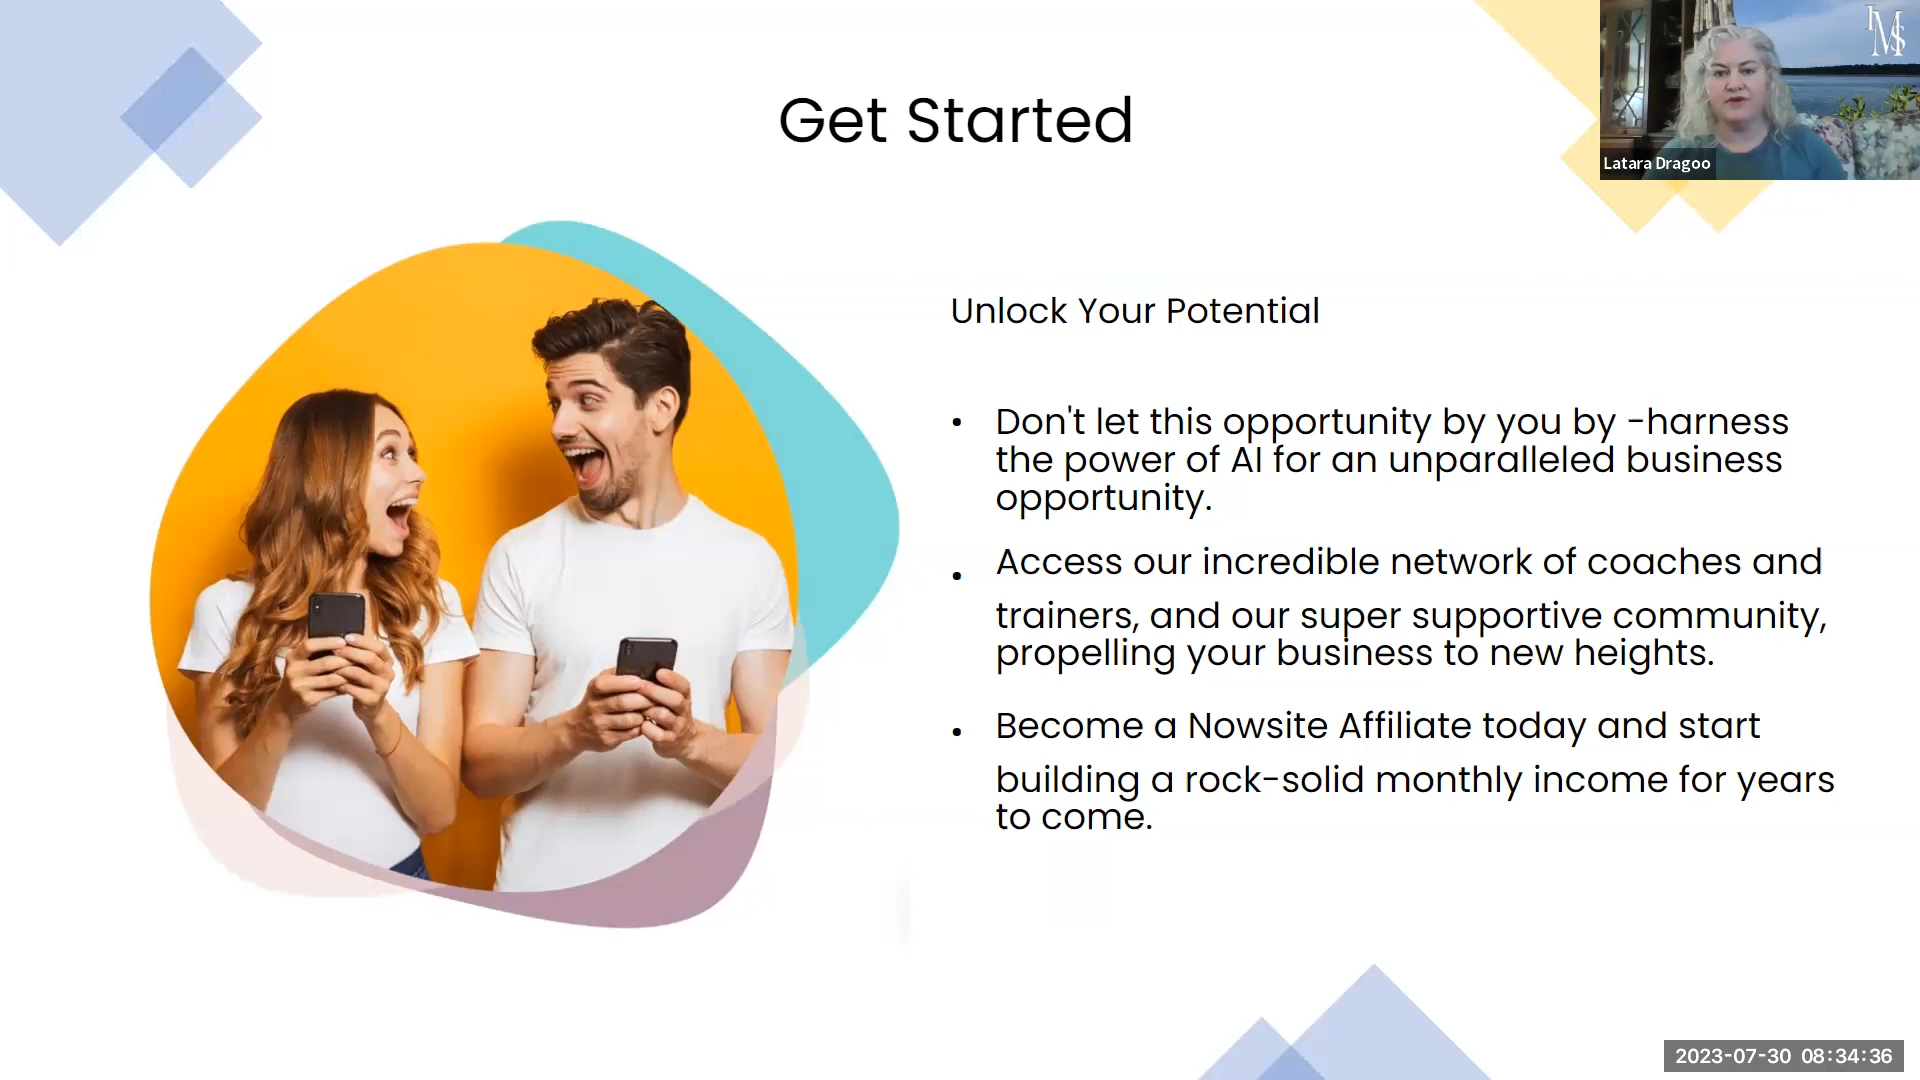 Get Started
Latara Dragoo
Unlock Your Potential
• Don't let this opportunity by you by -harness
the power of AI for an unparalleled business
opportunity.
• Access our incredible network of coaches and
trainers, and our super supportive community,
propelling your business to new heights.
• Become a Nowsite Affiliate today and start
building a rock-solid monthly income for years
to come.
2023-07-30 08:34:36